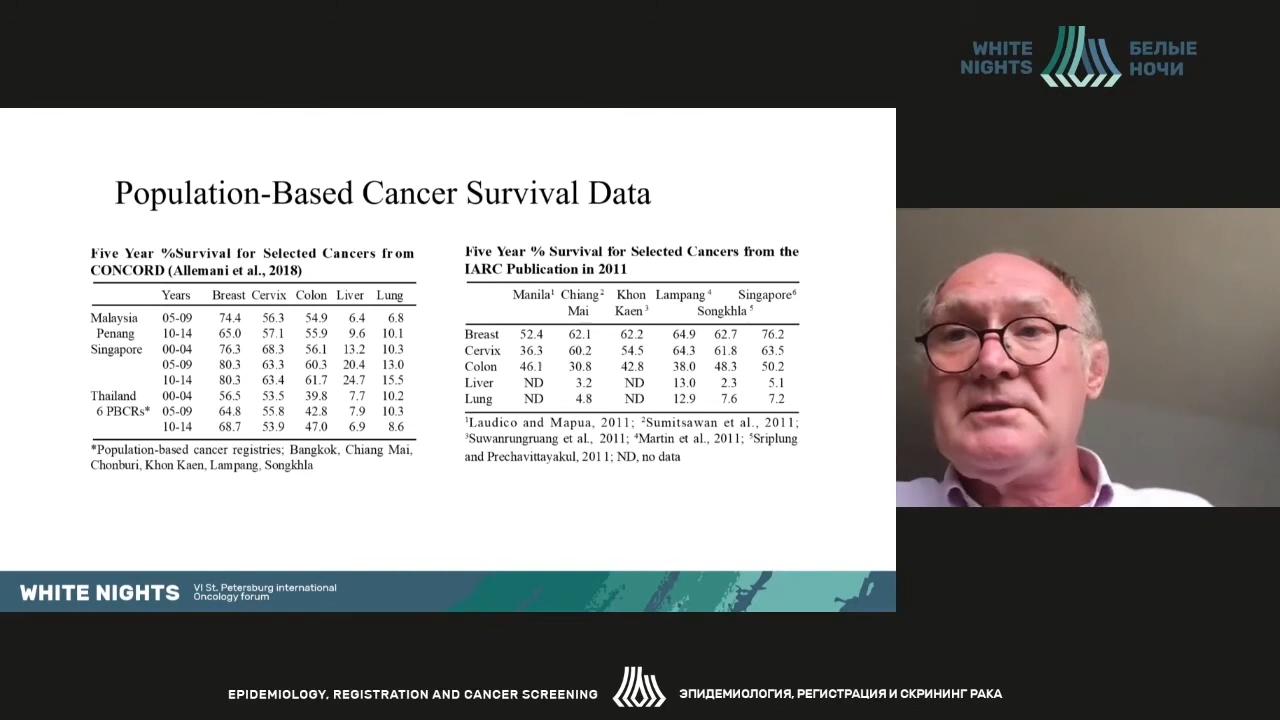 WHITE
NIGHTS
БЕЛЫЕ
НОЧИ
Population-Based Cancer Survival Data
Five Year %Survival for Selected Cancers from
CONCORD (Allemani et al., 2018)
Years Breast Cervix Colon Liver Lung
Malaysia 05-09 74.4 56.3 54.9 6.4 6.8
Penang 10-14 65.0 57.1 55.9 9.6 10.1
Singapore 00-04 76.3 68.3 56.1 13.2 10.3
05-09 80.3 63.3 60.3 20.4 13.0
10-14 80.3 63.4 61.7 24.7 15.5
Thailand 00-04 56.5 53.5 39.8 7.7 10.2
6 PBCRs* 05-09 64.8 55.8 42.8 7.9 10.3
10-14 68.7 53.9 47.0 6.9 8.6
*Population-based cancer registries; Bangkok, Chiang Mai,
Chonburi, Khon Kaen, Lampang, Songkhla
Five Year % Survival for Selected Cancers from the
IARC Publication in 2011
Manila¹ Chiang² Khon Lampang⁴ Singapore⁶
Mai Kaen³ Songkhla⁵
Breast 52.4 62.1 62.2 64.9 62.7 76.2
Cervix 36.3 60.2 54.5 64.3 61.8 63.5
Colon 46.1 30.8 42.8 38.0 48.3 50.2
Liver ND 3.2 ND 13.0 2.3 5.1
Lung ND 4.8 ND 12.9 7.6 7.2
¹Laudico and Mapua, 2011; ²Sumitsawan et al., 2011;
³Suwanrungruang et al., 2011; ⁴Martin et al., 2011; ⁵Sriplung
and Prechavittayakul, 2011; ND, no data
WHITE NIGHTS
VI St. Petersburg international
Oncology forum
EPIDEMIOLOGY, REGISTRATION AND CANCER SCREENING
ЭПИДЕМИОЛОГИЯ, РЕГИСТРАЦИЯ И СКРИНИНГ РАКА